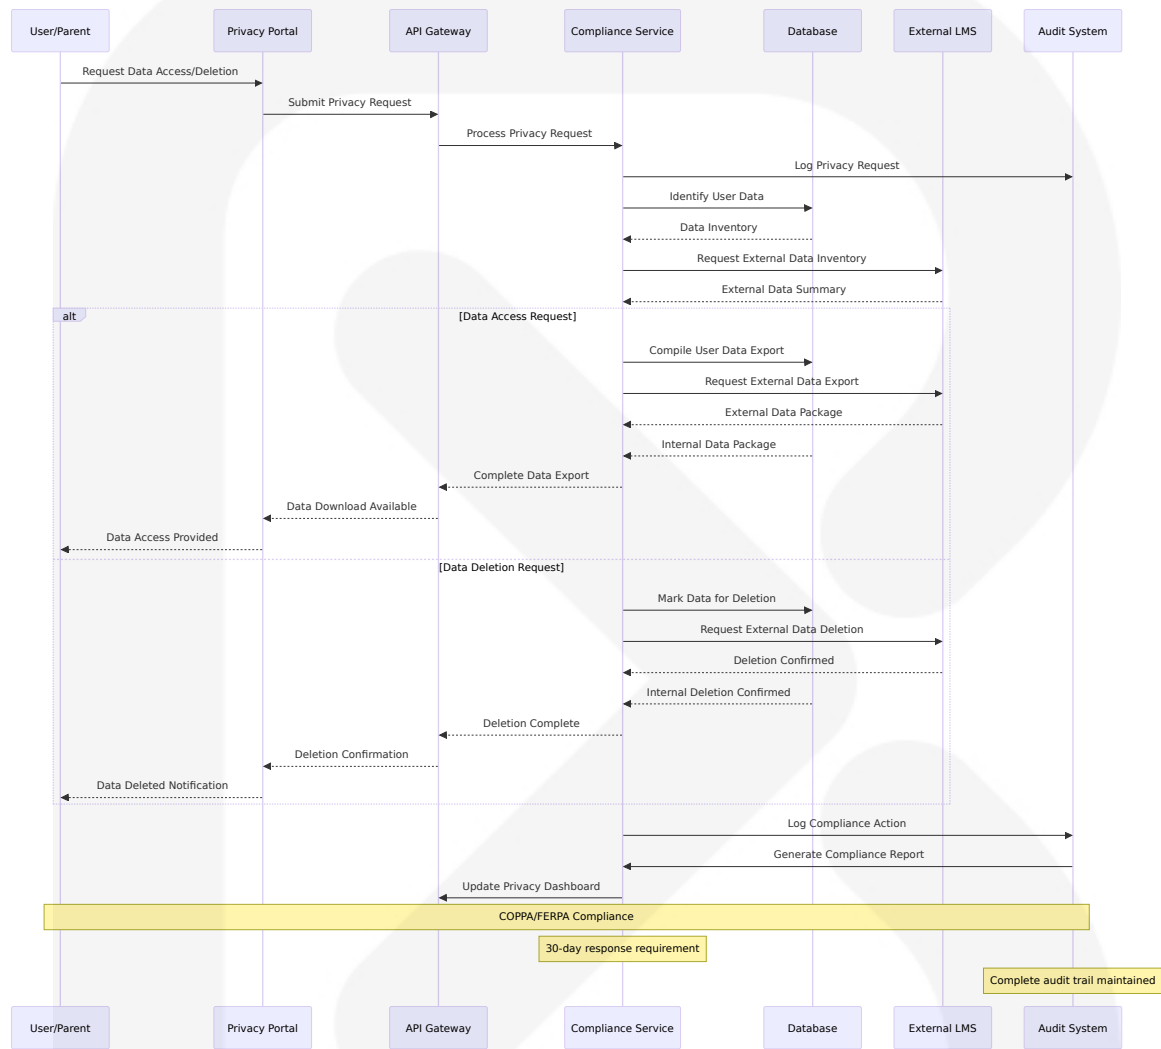 User/Parent
Privacy Portal
API Gateway
Compliance Service
Database
External LMS
Audit System
Request Data Access/Deletion
Submit Privacy Request
Process Privacy Request
Log Privacy Request
Identify User Data
Data Inventory
Request External Data Inventory
External Data Summary
alt
[Data Access Request]
Compile User Data Export
Request External Data Export
External Data Package
Internal Data Package
Complete Data Export
Data Download Available
Data Access Provided
[Data Deletion Request]
Mark Data for Deletion
Request External Data Deletion
Deletion Confirmed
Internal Deletion Confirmed
Deletion Complete
Deletion Confirmation
Data Deleted Notification
Log Compliance Action
Generate Compliance Report
Update Privacy Dashboard
COPPA/FERPA Compliance
30-day response requirement
Complete audit trail maintained
User/Parent
Privacy Portal
API Gateway
Compliance Service
Database
External LMS
Audit System